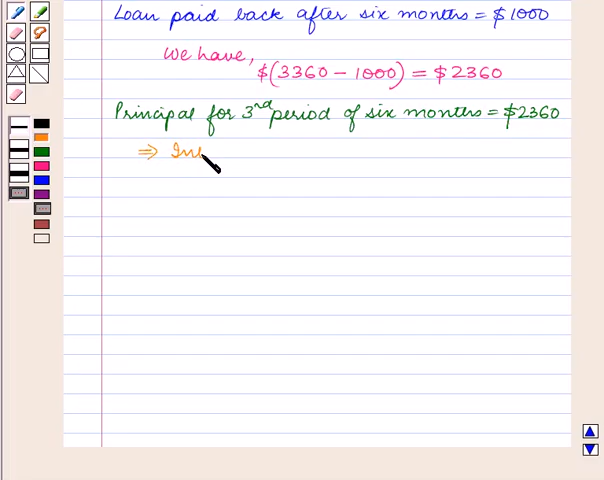 Loan paid back after six months = $1000
We have,
$(3360 - 1000) = $2360
Principal for 3rd period of six months = $2360
⇒ Int